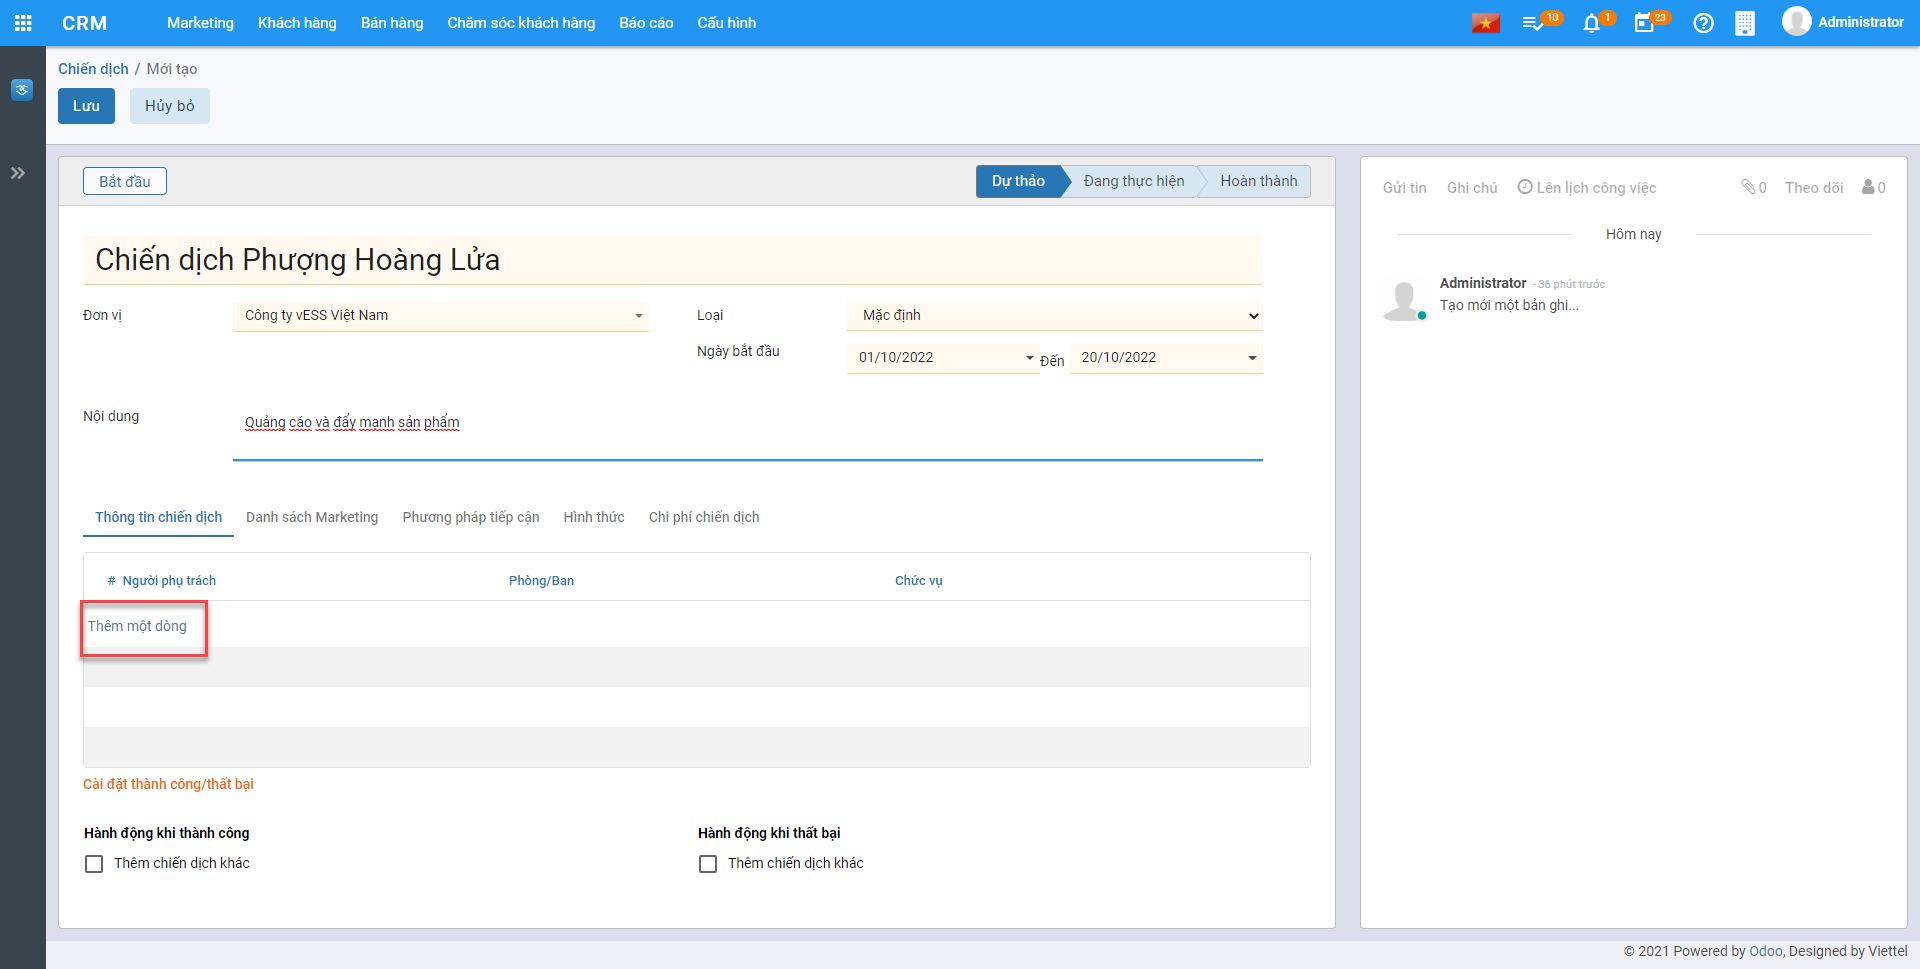 CRM Marketing Khách hàng Bán hàng Chăm sóc khách hàng Báo cáo Cấu hình 10 1 23 Administrator
Chiến dịch / Mới tạo
Lưu Hủy bỏ
Bắt đầu Dự thảo Đang thực hiện Hoàn thành
Chiến dịch Phượng Hoàng Lửa
Đơn vị Công ty vESS Việt Nam Loại Mặc định
Ngày bắt đầu 01/10/2022 Đến 20/10/2022
Nội dung Quảng cáo và đẩy mạnh sản phẩm
Thông tin chiến dịch Danh sách Marketing Phương pháp tiếp cận Hình thức Chi phí chiến dịch
# Người phụ trách Phòng/Ban Chức vụ
Thêm một dòng
Cài đặt thành công/thất bại
Hành động khi thành công Hành động khi thất bại
Thêm chiến dịch khác Thêm chiến dịch khác
Gửi tin Ghi chú Lên lịch công việc 0 Theo dõi 0
Hôm nay
Administrator - 36 phút trước
Tạo mới một bản ghi...
© 2021 Powered by Odoo, Designed by Viettel